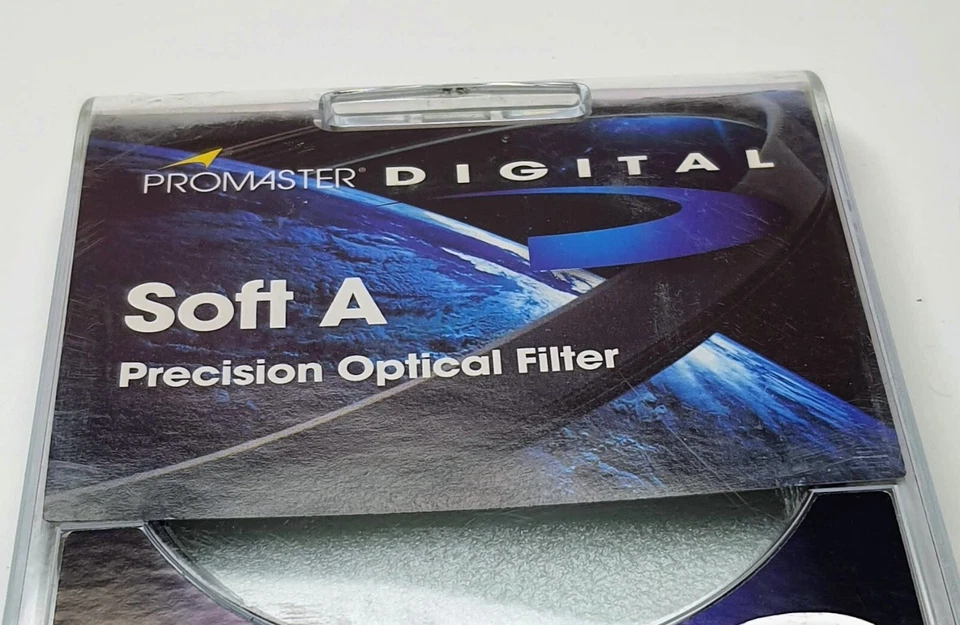 PROMASTER® DIGITAL
Soft A
Precision Optical Filter